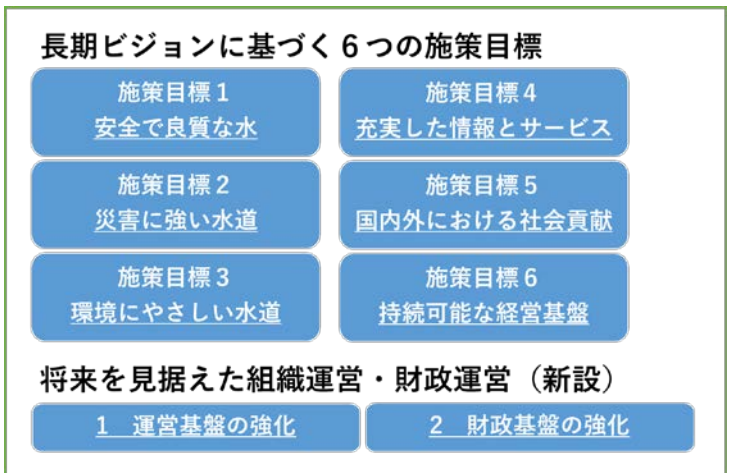 長期ビジョンに基づく６つの施策目標
施策目標１
安全で良質な水
施策目標２
災害に強い水道
施策目標３
環境にやさしい水道
施策目標４
充実した情報とサービス
施策目標５
国内外における社会貢献
施策目標６
持続可能な経営基盤
将来を見据えた組織運営・財政運営（新設）
１　運営基盤の強化
２　財政基盤の強化